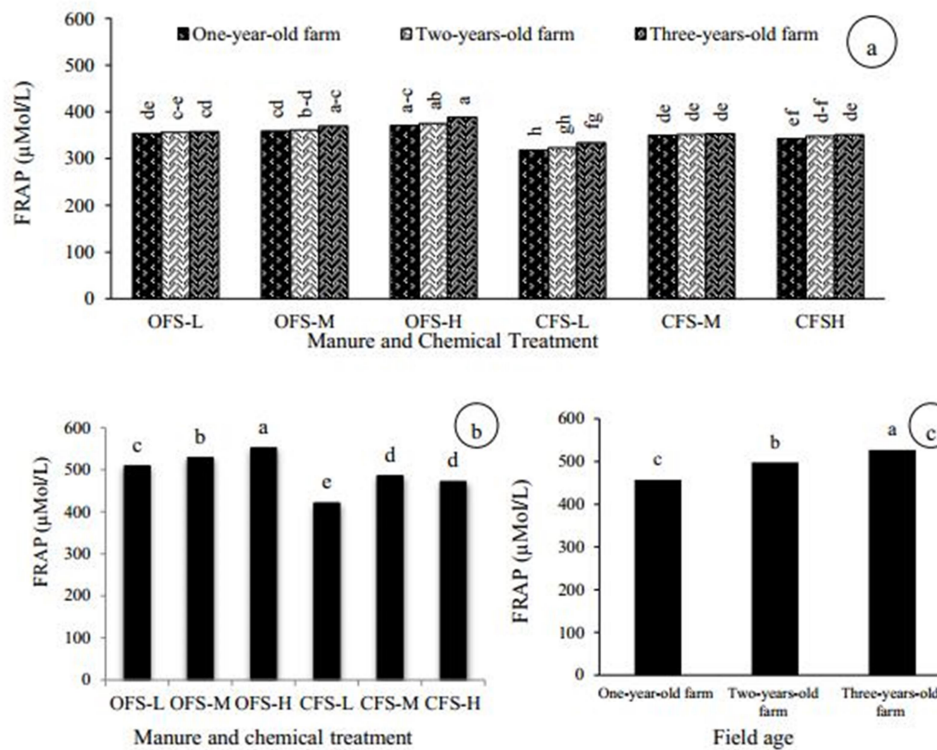 600
500
400
300
200
100
0
FRAP (µMol/L)
One-year-old farm Two-years-old farm Three-years-old farm
a
de c-e cd cd b-d a-c a-c ab a h gh fg de de de ef d-f de
OFS-L OFS-M OFS-H CFS-L CFS-M CFSH
Manure and Chemical Treatment
600
500
400
300
200
100
0
FRAP (µMol/L)
b
c b a e d d
OFS-L OFS-M OFS-H CFS-L CFS-M CFS-H
Manure and chemical treatment
600
500
400
300
200
100
0
FRAP (µMol/L)
c
c b a
One-year-old farm Two-years-old Three-years-old
farm farm
Field age